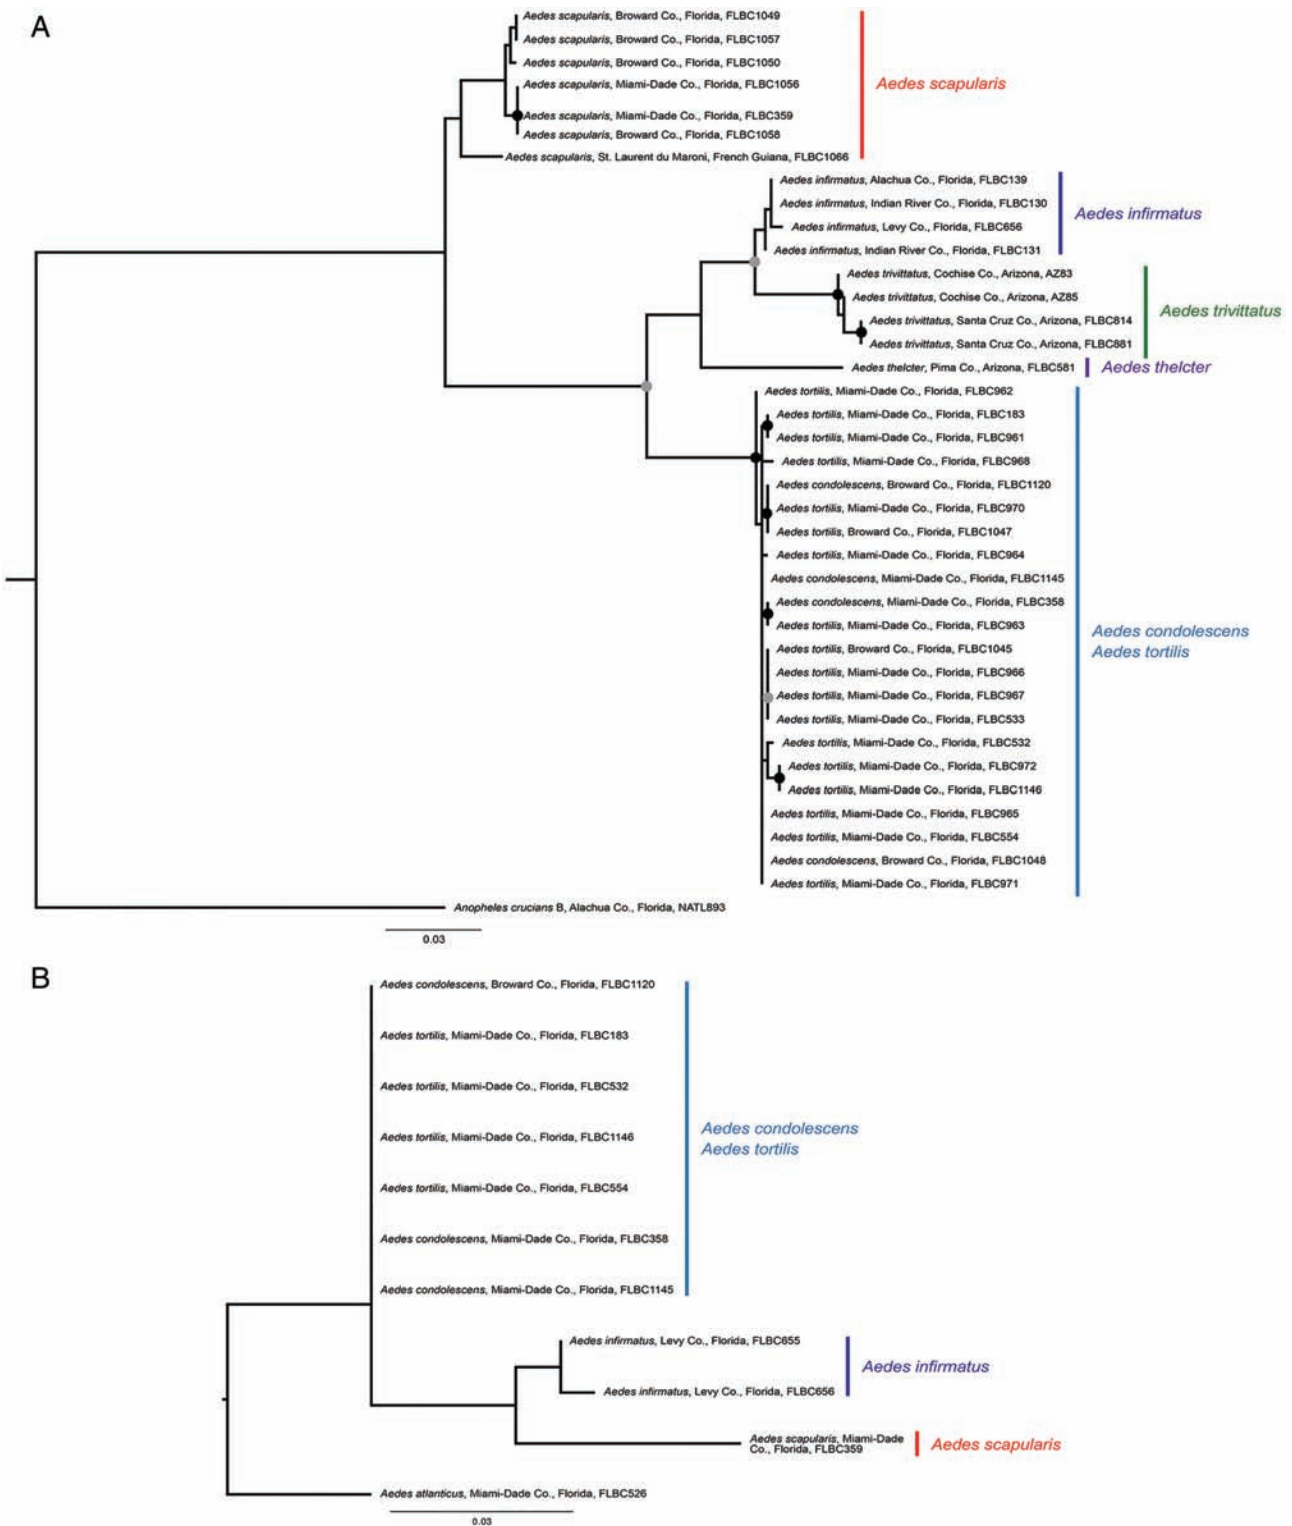 A
Aedes scapularis, Broward Co., Florida, FLBC1049
Aedes scapularis, Broward Co., Florida, FLBC1057
Aedes scapularis, Broward Co., Florida, FLBC1050
Aedes scapularis, Miami-Dade Co., Florida, FLBC1056
Aedes scapularis
Aedes scapularis, Miami-Dade Co., Florida, FLBC359
Aedes scapularis, Broward Co., Florida, FLBC1058
Aedes scapularis, St. Laurent du Maroni, French Guiana, FLBC1066
Aedes infirmatus, Alachua Co., Florida, FLBC139
Aedes infirmatus, Indian River Co., Florida, FLBC130
Aedes infirmatus
Aedes infirmatus, Levy Co., Florida, FLBC656
Aedes infirmatus, Indian River Co., Florida, FLBC131
Aedes trivittatus, Cochise Co., Arizona, AZ83
Aedes trivittatus, Cochise Co., Arizona, AZ85
Aedes trivittatus
Aedes trivittatus, Santa Cruz Co., Arizona, FLBC814
Aedes trivittatus, Santa Cruz Co., Arizona, FLBC881
Aedes thelcter, Pima Co., Arizona, FLBC581
Aedes thelcter
Aedes tortilis, Miami-Dade Co., Florida, FLBC962
Aedes tortilis, Miami-Dade Co., Florida, FLBC183
Aedes tortilis, Miami-Dade Co., Florida, FLBC961
Aedes tortilis, Miami-Dade Co., Florida, FLBC968
Aedes condolescens, Broward Co., Florida, FLBC1120
Aedes tortilis, Miami-Dade Co., Florida, FLBC970
Aedes tortilis, Broward Co., Florida, FLBC1047
Aedes tortilis, Miami-Dade Co., Florida, FLBC964
Aedes condolescens, Miami-Dade Co., Florida, FLBC1145
Aedes condolescens, Miami-Dade Co., Florida, FLBC358
Aedes tortilis, Miami-Dade Co., Florida, FLBC963
Aedes condolescens
Aedes tortilis
Aedes tortilis, Broward Co., Florida, FLBC1045
Aedes tortilis, Miami-Dade Co., Florida, FLBC966
Aedes tortilis, Miami-Dade Co., Florida, FLBC967
Aedes tortilis, Miami-Dade Co., Florida, FLBC533
Aedes tortilis, Miami-Dade Co., Florida, FLBC532
Aedes tortilis, Miami-Dade Co., Florida, FLBC972
Aedes tortilis, Miami-Dade Co., Florida, FLBC1146
Aedes tortilis, Miami-Dade Co., Florida, FLBC965
Aedes tortilis, Miami-Dade Co., Florida, FLBC554
Aedes condolescens, Broward Co., Florida, FLBC1048
Aedes tortilis, Miami-Dade Co., Florida, FLBC971
Anopheles crucians B, Alachua Co., Florida, NATL893
0.03
B
Aedes condolescens, Broward Co., Florida, FLBC1120
Aedes tortilis, Miami-Dade Co., Florida, FLBC183
Aedes tortilis, Miami-Dade Co., Florida, FLBC532
Aedes condolescens
Aedes tortilis
Aedes tortilis, Miami-Dade Co., Florida, FLBC1146
Aedes tortilis, Miami-Dade Co., Florida, FLBC554
Aedes condolescens, Miami-Dade Co., Florida, FLBC358
Aedes condolescens, Miami-Dade Co., Florida, FLBC1145
Aedes infirmatus, Levy Co., Florida, FLBC655
Aedes infirmatus
Aedes infirmatus, Levy Co., Florida, FLBC656
Aedes scapularis, Miami-Dade
Co., Florida, FLBC359
Aedes scapularis
Aedes atlanticus, Miami-Dade Co., Florida, FLBC526
0.03